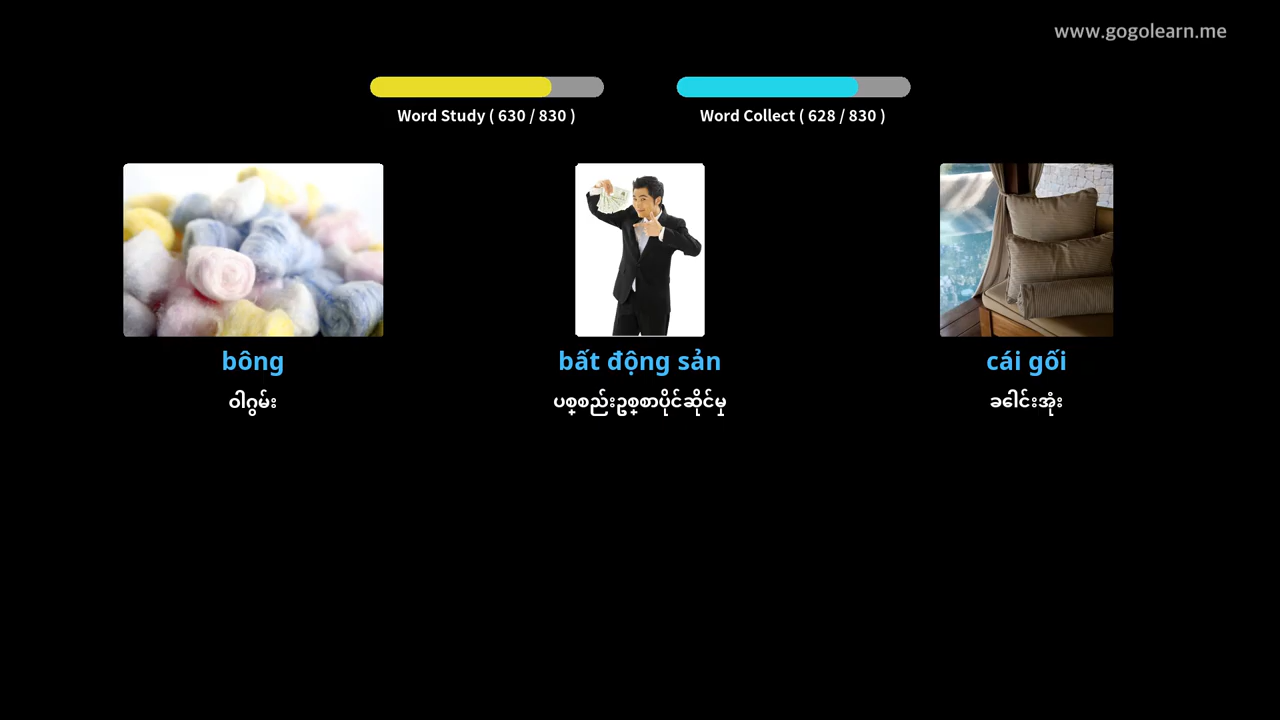 www.gogolearn.me
Word Study ( 630 / 830 )
Word Collect ( 628 / 830 )
bông
ဝါဂွမ်း
bất động sản
ပစ္စည်းဥစ္စာပိုင်ဆိုင်မှု
cái gối
ခေါင်းအုံး